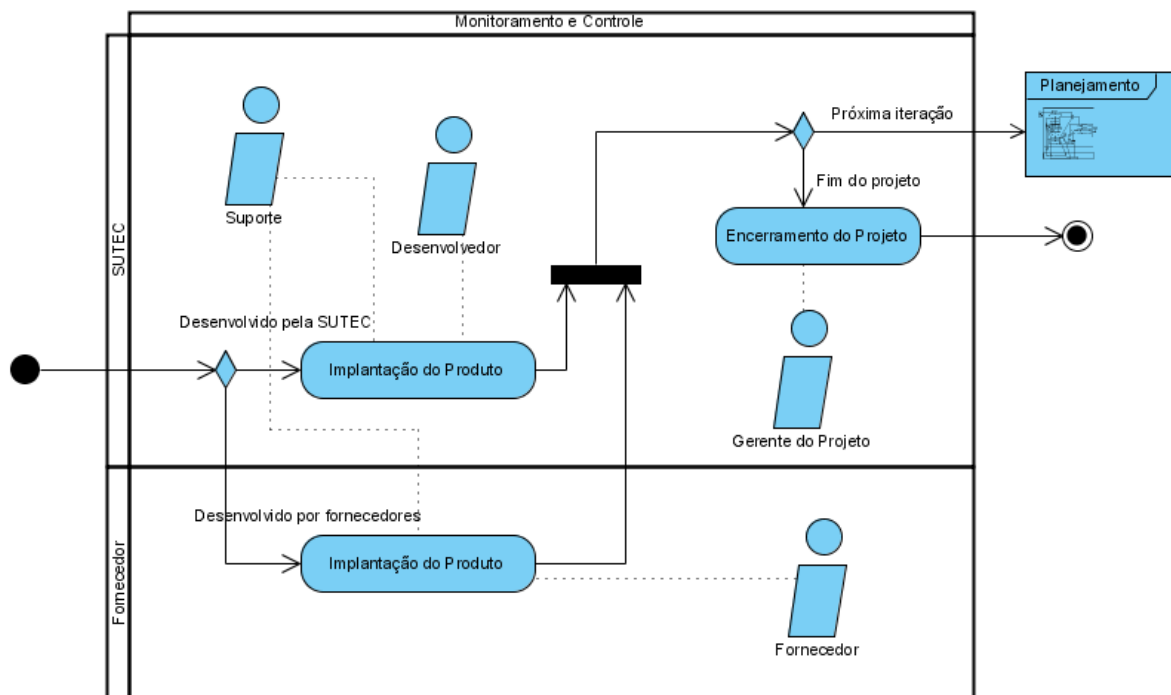 Monitoramento e Controle
SUTEC
Planejamento
Próxima iteração
Fim do projeto
Suporte
Desenvolvedor
Encerramento do Projeto
Desenvolvido pela SUTEC
Implantação do Produto
Gerente do Projeto
Fornecedor
Desenvolvido por fornecedores
Implantação do Produto
Fornecedor